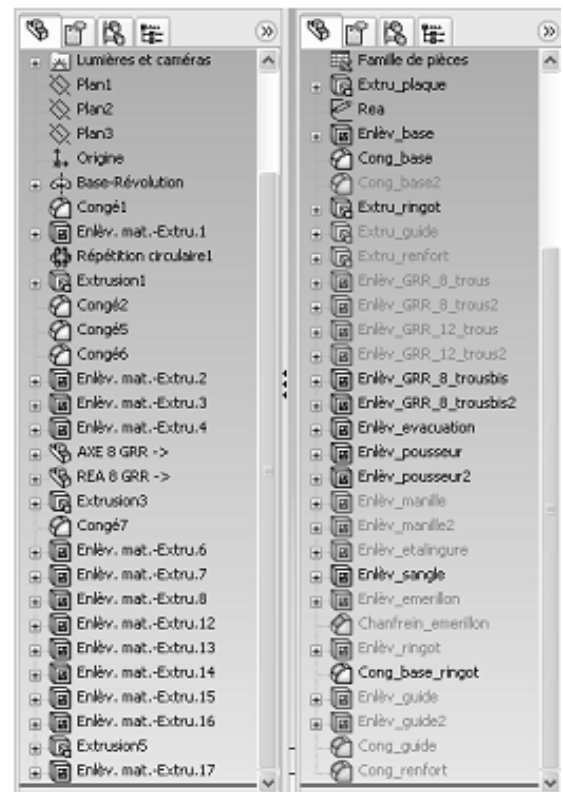 Lumières et caméras
Plan1
Plan2
Plan3
Origine
Base-Révolution
Congé1
Enlèv. mat.-Extru.1
Répétition circulaire1
Extrusion1
Congé2
Congé5
Congé6
Enlèv. mat.-Extru.2
Enlèv. mat.-Extru.3
Enlèv. mat.-Extru.4
AXE 8 GRR ->
REA 8 GRR ->
Extrusion3
Congé7
Enlèv. mat.-Extru.6
Enlèv. mat.-Extru.7
Enlèv. mat.-Extru.8
Enlèv. mat.-Extru.12
Enlèv. mat.-Extru.13
Enlèv. mat.-Extru.14
Enlèv. mat.-Extru.15
Enlèv. mat.-Extru.16
Extrusion5
Enlèv. mat.-Extru.17
Famille de pièces
Extru_plaque
Rea
Enlèv_base
Cong_base
Cong_base2
Extru_ringot
Extru_guide
Extru_renfort
Enlèv_GRR_8_trous
Enlèv_GRR_8_trous2
Enlèv_GRR_12_trous
Enlèv_GRR_12_trous2
Enlèv_GRR_8_trousbis
Enlèv_GRR_8_trousbis2
Enlèv_evacuation
Enlèv_pousseur
Enlèv_pousseur2
Enlèv_manille
Enlèv_manille2
Enlèv_etalingure
Enlèv_sangle
Enlèv_emerillon
Chanfrein_emerillon
Enlèv_ringot
Cong_base_ringot
Enlèv_guide
Enlèv_guide2
Cong_guide
Cong_renfort